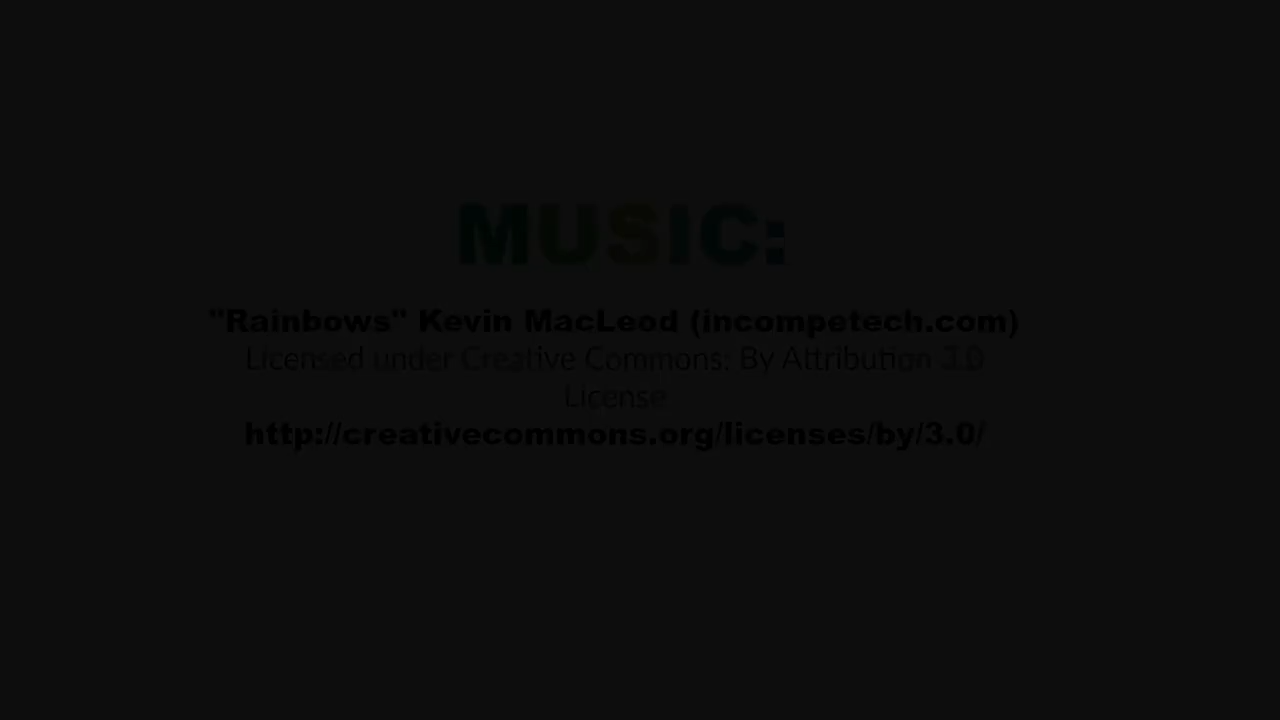 MUSIC:
"Rainbows" Kevin MacLeod (incompetech.com)
Licensed under Creative Commons: By Attribution 3.0
License
http://creativecommons.org/licenses/by/3.0/